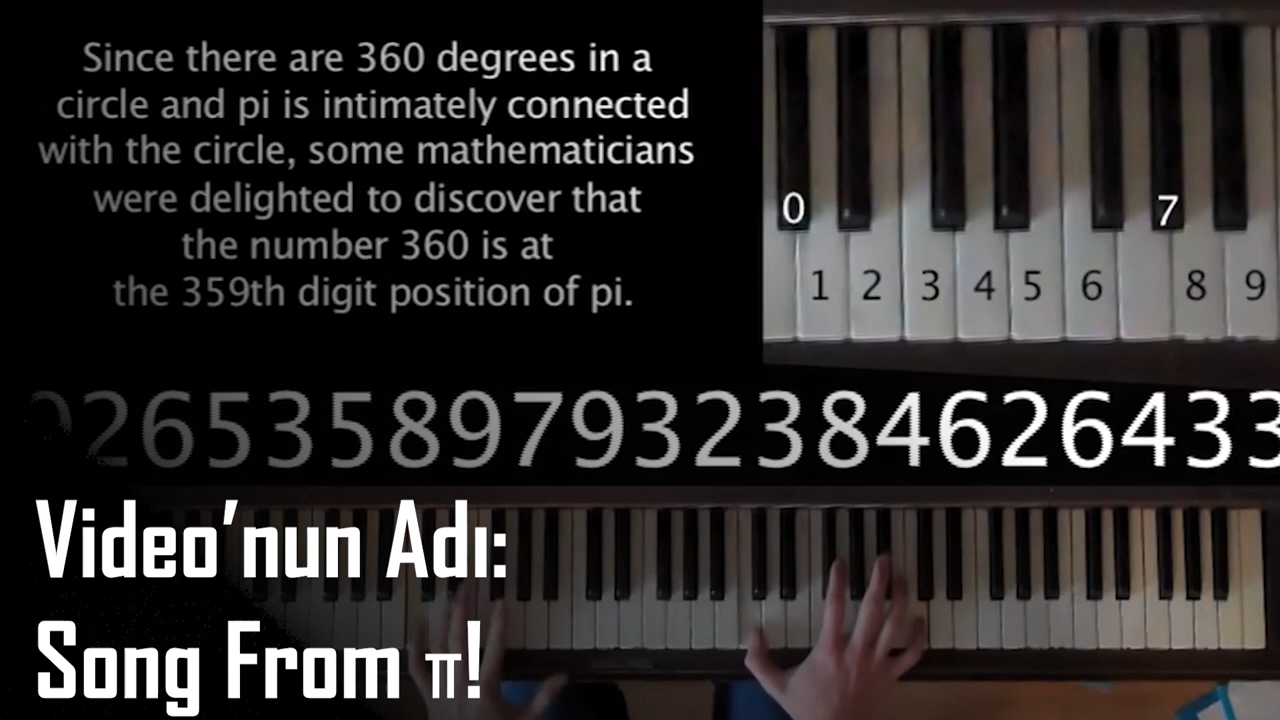 Since there are 360 degrees in a
circle and pi is intimately connected
with the circle, some mathematicians
were delighted to discover that
the number 360 is at
the 359th digit position of pi.
0 7
1 2 3 4 5 6 8 9
926535897932384626433
Video'nun Adı:
Song From π!